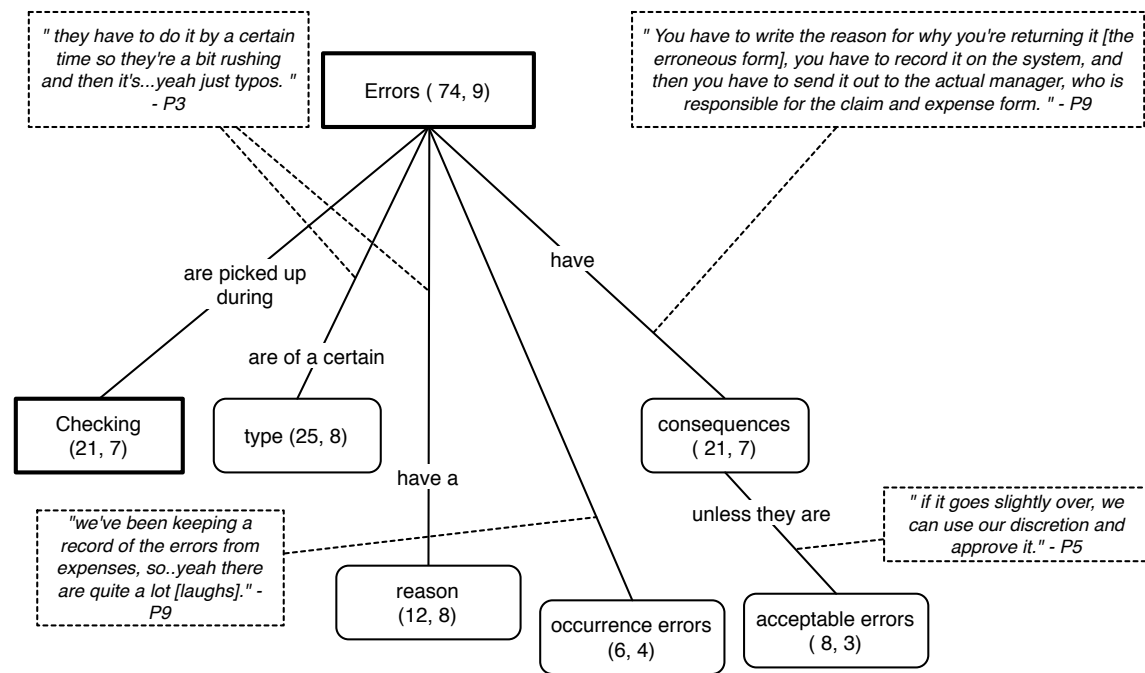 " they have to do it by a certain
time so they're a bit rushing
and then it's...yeah just typos. "
- P3
Errors ( 74, 9)
" You have to write the reason for why you're returning it [the
erroneous form], you have to record it on the system, and
then you have to send it out to the actual manager, who is
responsible for the claim and expense form. " - P9
are picked up
during
have
are of a certain
Checking
(21, 7)
type (25, 8)
consequences
( 21, 7)
have a
unless they are
"we've been keeping a
record of the errors from
expenses, so..yeah there
are quite a lot [laughs]." -
P9
" if it goes slightly over, we
can use our discretion and
approve it." - P5
reason
(12, 8)
occurrence errors
(6, 4)
acceptable errors
( 8, 3)